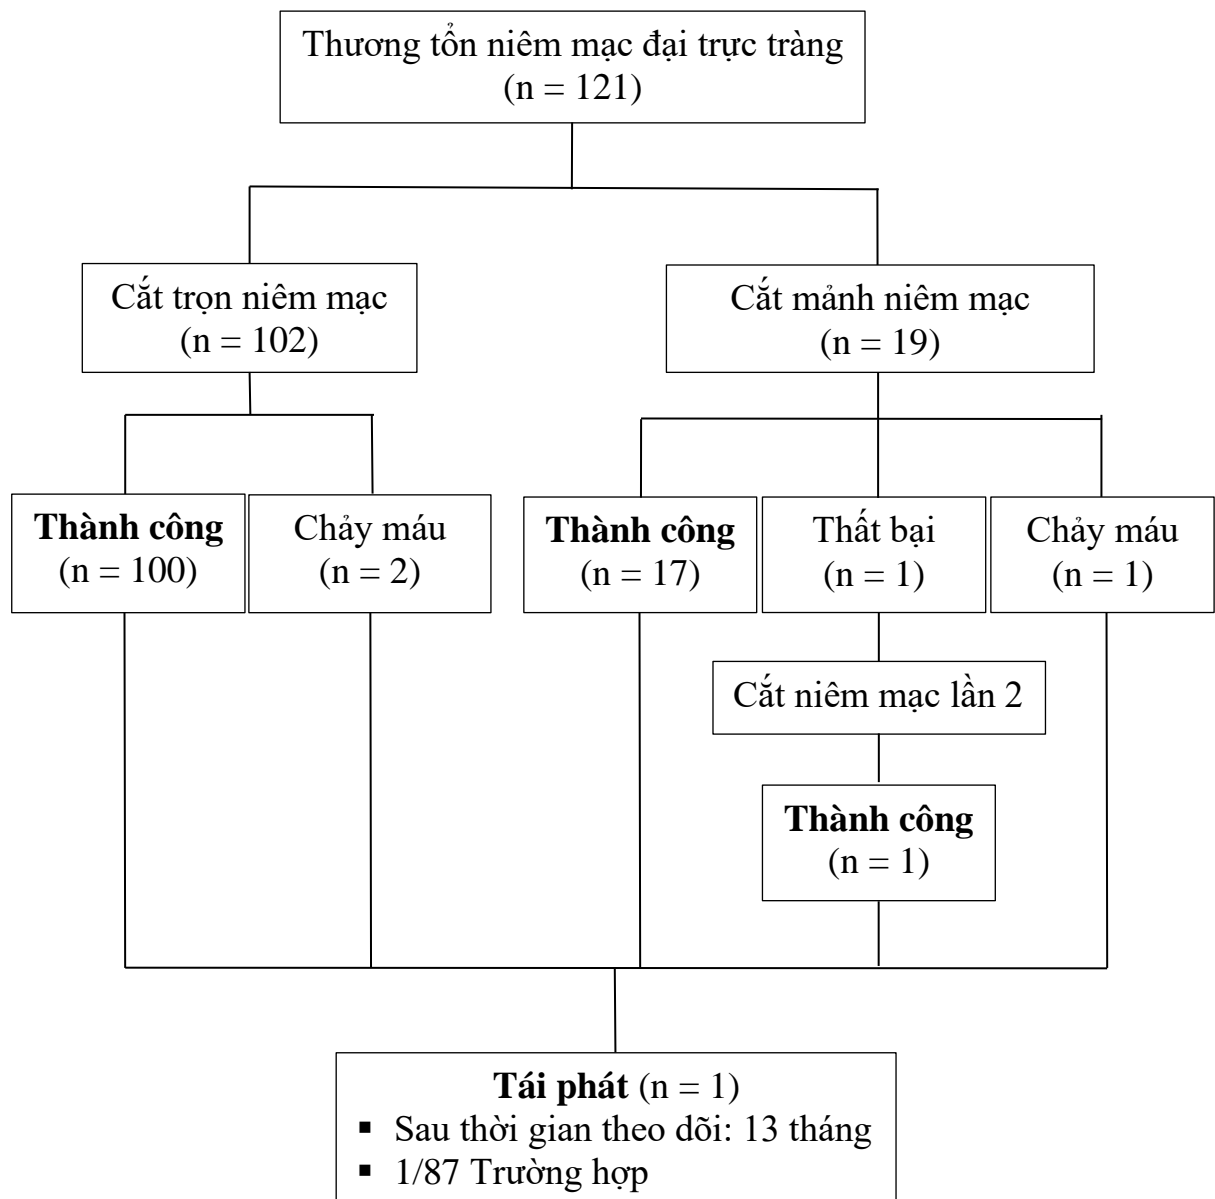 Thương tổn niêm mạc đại trực tràng
(n = 121)
Cắt trọn niêm mạc
(n = 102)
Cắt mảnh niêm mạc
(n = 19)
Thành công
(n = 100)
Chảy máu
(n = 2)
Thành công
(n = 17)
Thất bại
(n = 1)
Chảy máu
(n = 1)
Cắt niêm mạc lần 2
Thành công
(n = 1)
Tái phát (n = 1)
▪ Sau thời gian theo dõi: 13 tháng
▪ 1/87 Trường hợp